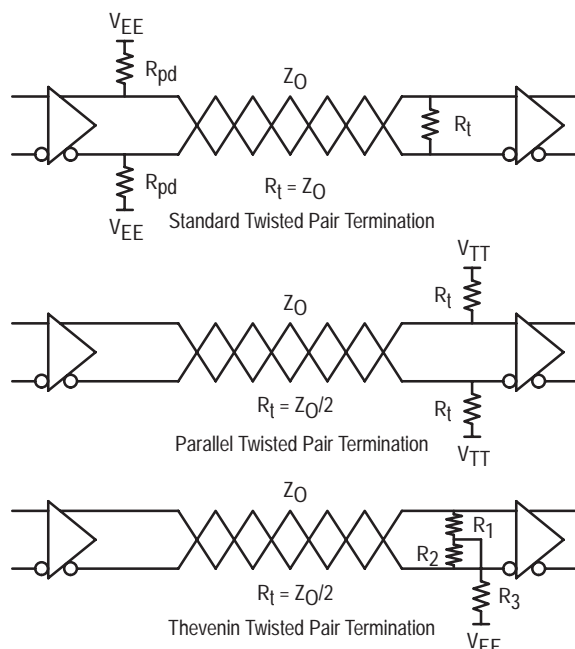 VEE
Rpd
ZO
Rt
Rpd
Rt = ZO
VEE
Standard Twisted Pair Termination
VTT
Rt
ZO
Rt = ZO/2
Rt
Parallel Twisted Pair Termination
VTT
ZO
R1
R2
Rt = ZO/2
R3
Thevenin Twisted Pair Termination
VEE